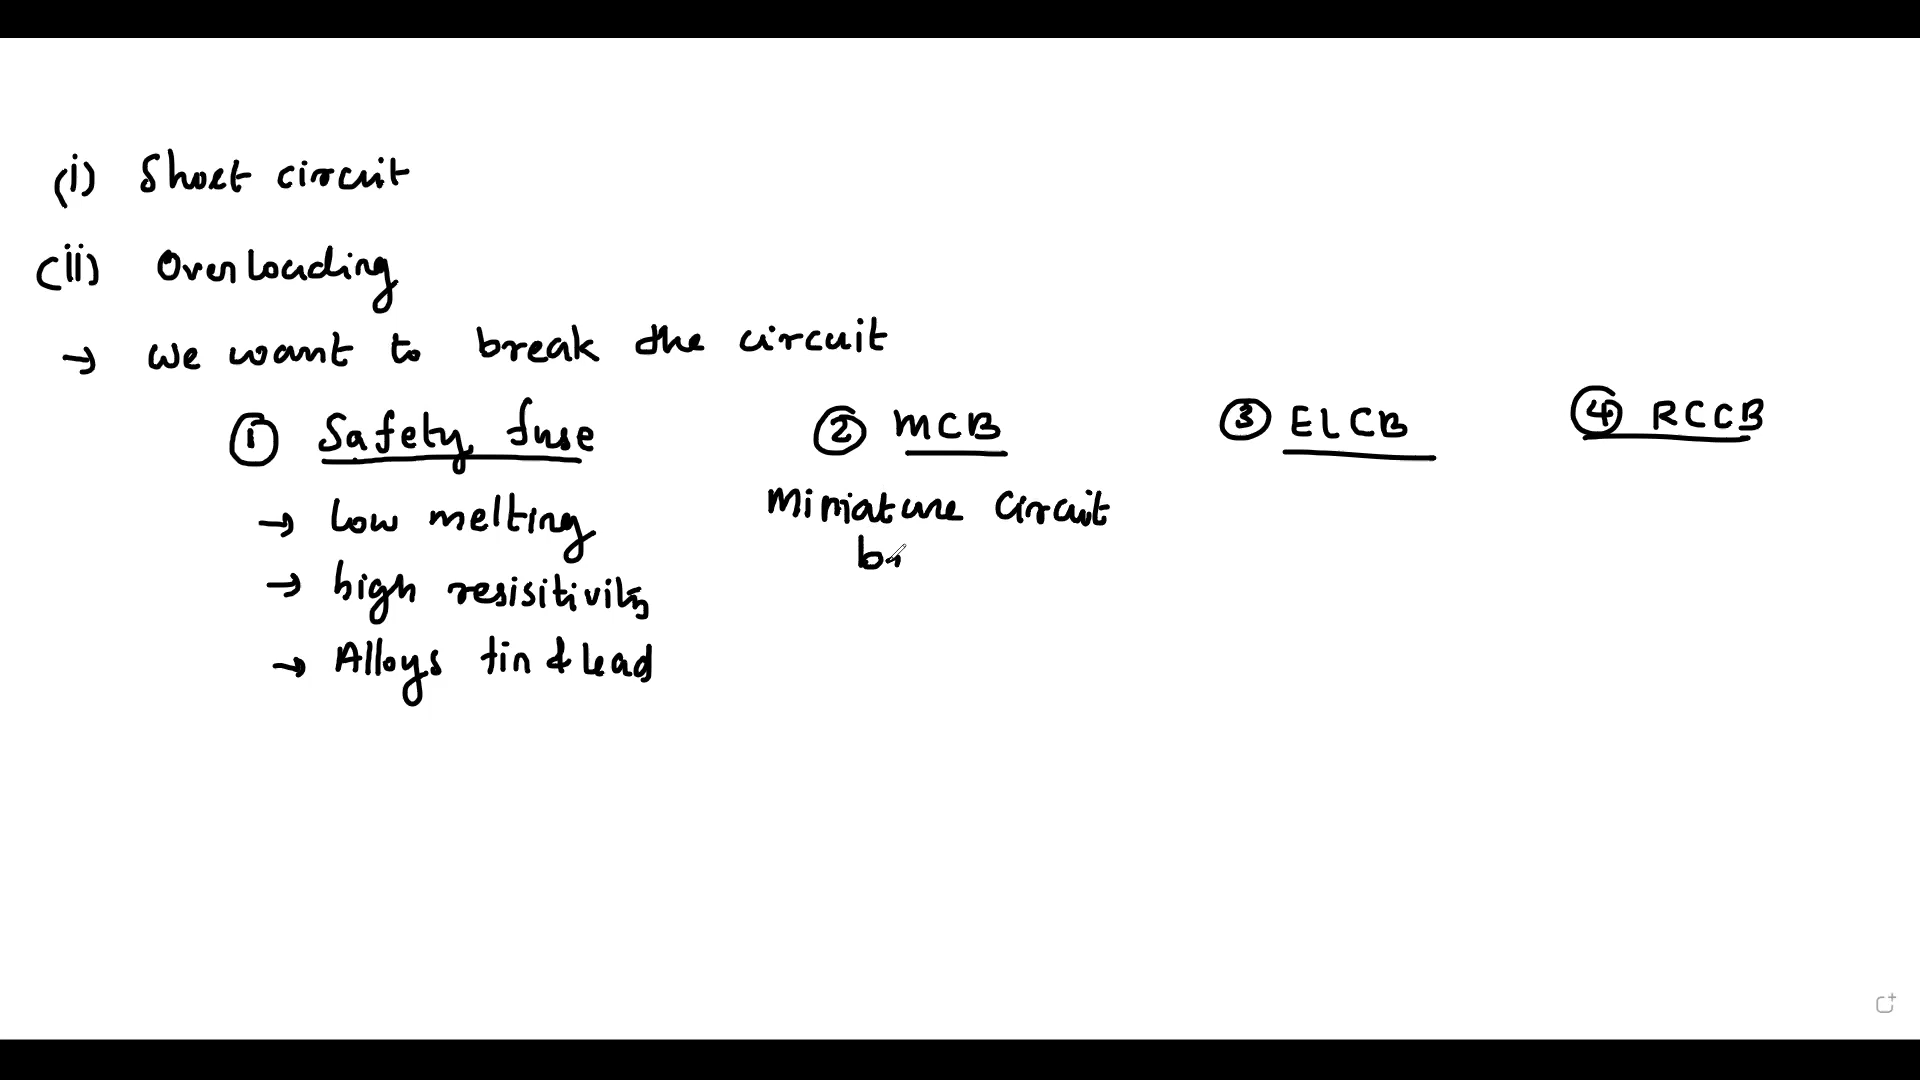 (i) Short circuit
(ii) Overloading
→ We want to break the circuit
① Safety fuse ② MCB ③ ELCB ④ RCCB
→ Low melting
Miniature Circuit
br
→ high resisitivity
→ Alloys tin & lead